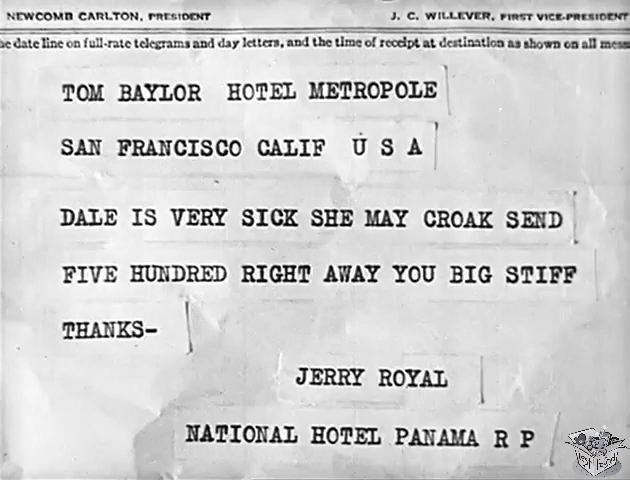 NEWCOMB CARLTON, PRESIDENT
J. C. WILLEVER, FIRST VICE-PRESIDENT
he date line on full-rate telegrams and day letters, and the time of receipt at destination as shown on all mess
TOM BAYLOR HOTEL METROPOLE
SAN FRANCISCO CALIF U S A
DALE IS VERY SICK SHE MAY CROAK SEND
FIVE HUNDRED RIGHT AWAY YOU BIG STIFF
THANKS-
JERRY ROYAL
NATIONAL HOTEL PANAMA R P